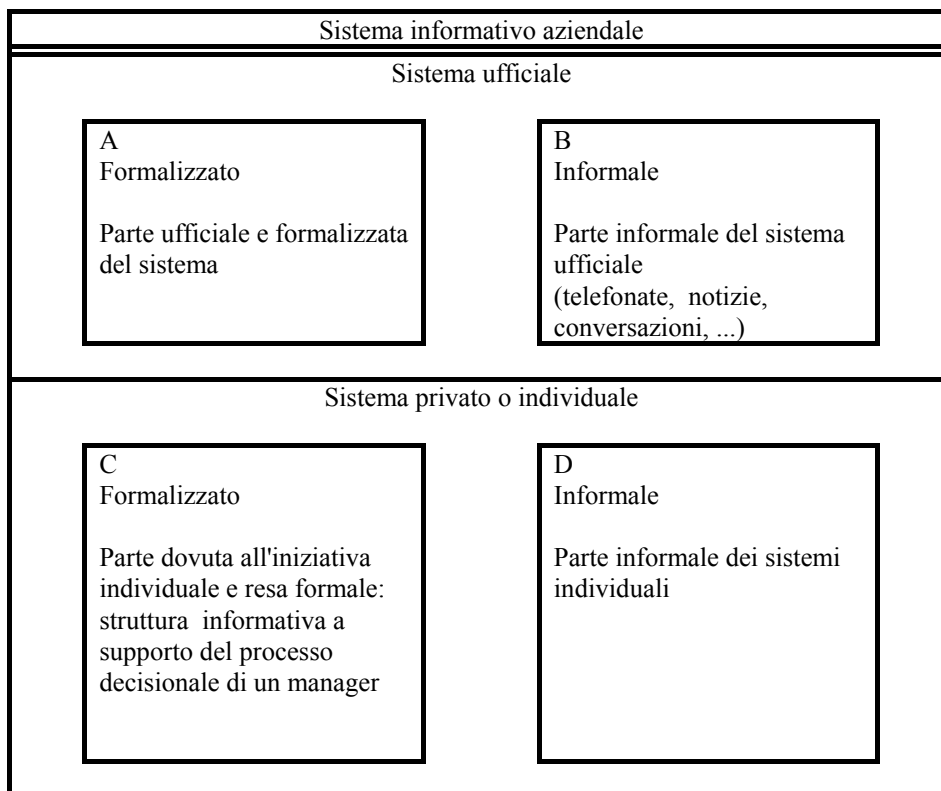 Sistema informativo aziendale
Sistema ufficiale
A
Formalizzato
Parte ufficiale e formalizzata
del sistema
B
Informale
Parte informale del sistema
ufficiale
(telefonate, notizie,
conversazioni, ...)
Sistema privato o individuale
C
Formalizzato
Parte dovuta all'iniziativa
individuale e resa formale:
struttura informativa a
supporto del processo
decisionale di un manager
D
Informale
Parte informale dei sistemi
individuali